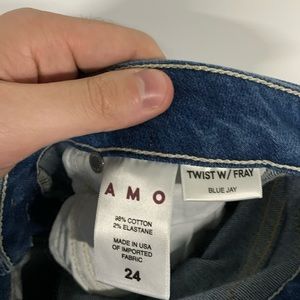 AMO
98% COTTON
2% ELASTANE
MADE IN USA
OF IMPORTED
FABRIC
24
TWIST W/ FRAY
BLUE JAY